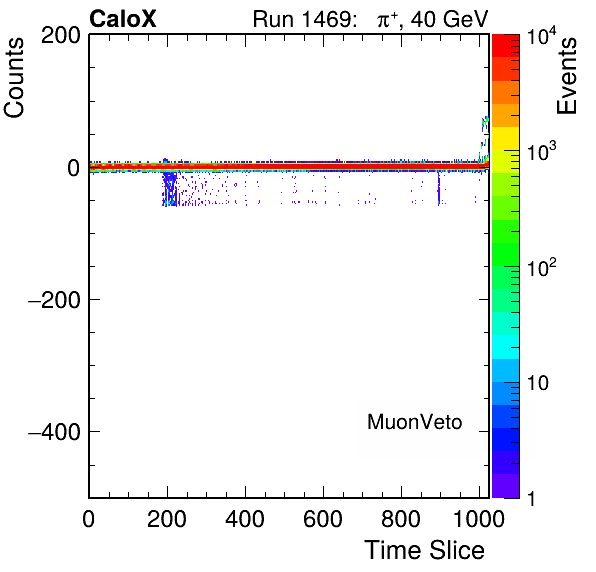 CaloX Run 1469: π⁺, 40 GeV
Counts
200
0
−200
−400
0 200 400 600 800 1000
Time Slice
MuonVeto
Events
10⁴
10³
10²
10
1